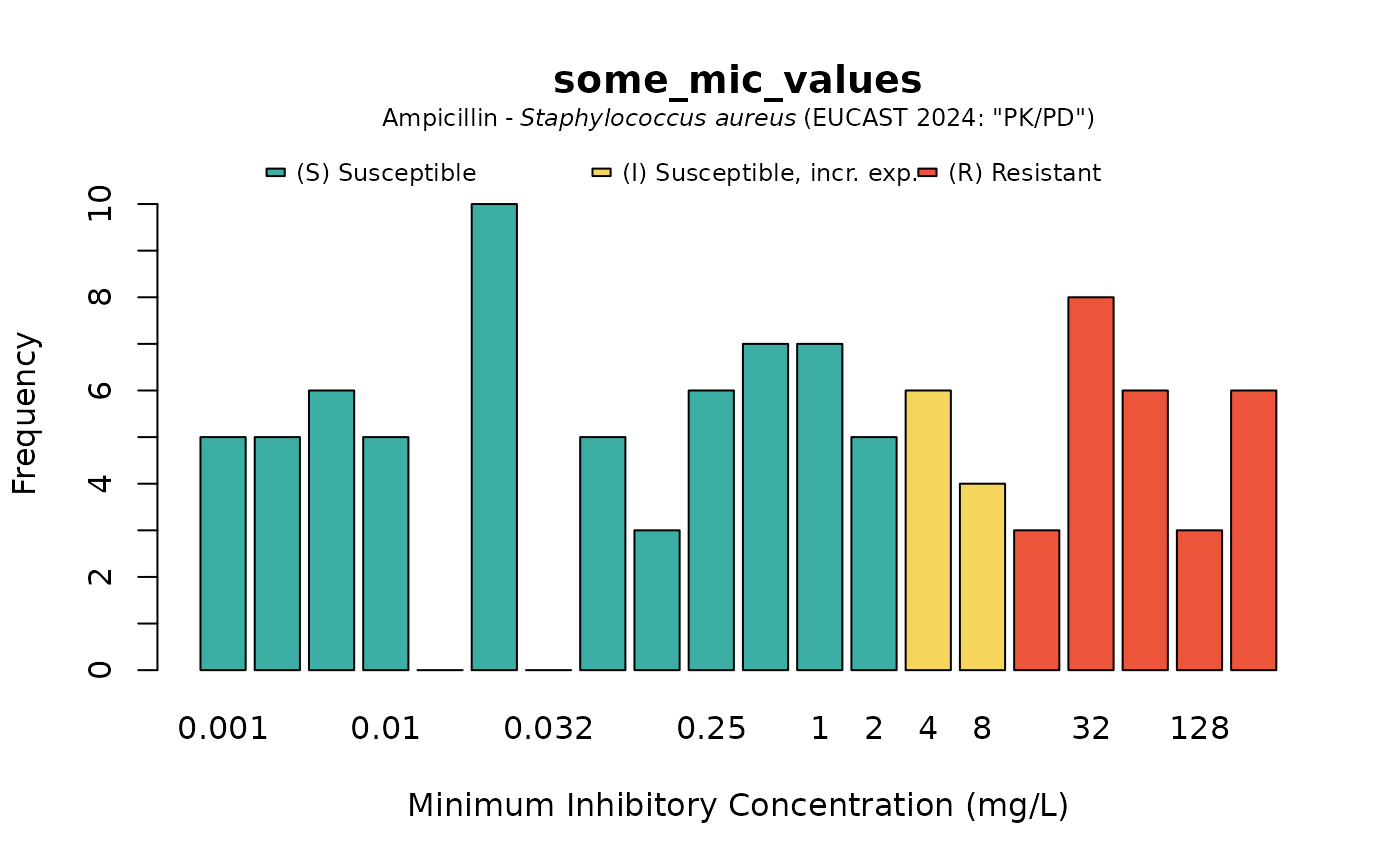 some_mic_values
Ampicillin - Staphylococcus aureus (EUCAST 2024: "PK/PD")
(S) Susceptible (I) Susceptible, incr. exp. (R) Resistant
10
8
6
4
2
0
Frequency
0.001 0.01 0.032 0.25 1 2 4 8 32 128
Minimum Inhibitory Concentration (mg/L)